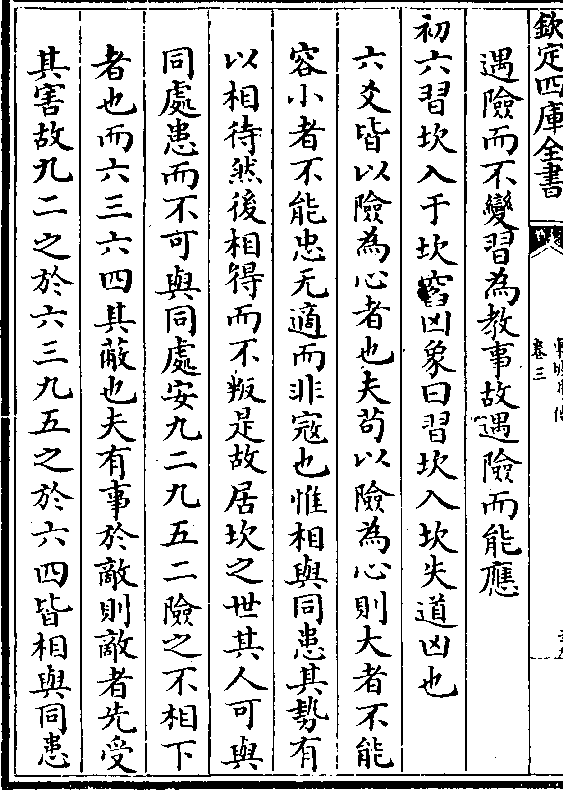 欽定四庫全書
卷三
遇險而不變習為教事故遇險而能應
初六習坎入于坎窞凶象曰習坎入坎失道凶也
六爻皆以險為心者也夫苟以險為心則大者不能
容小者不能忠无適而非寇也惟相與同患其勢有
以相待然後相得而不叛是故居坎之世其人可與
同處患而不可與同處安九二九五二險之不相下
者也而六三六四其蔽也夫有事於敵則敵者先受
其害故九二之於六三九五之於六四皆相與同患